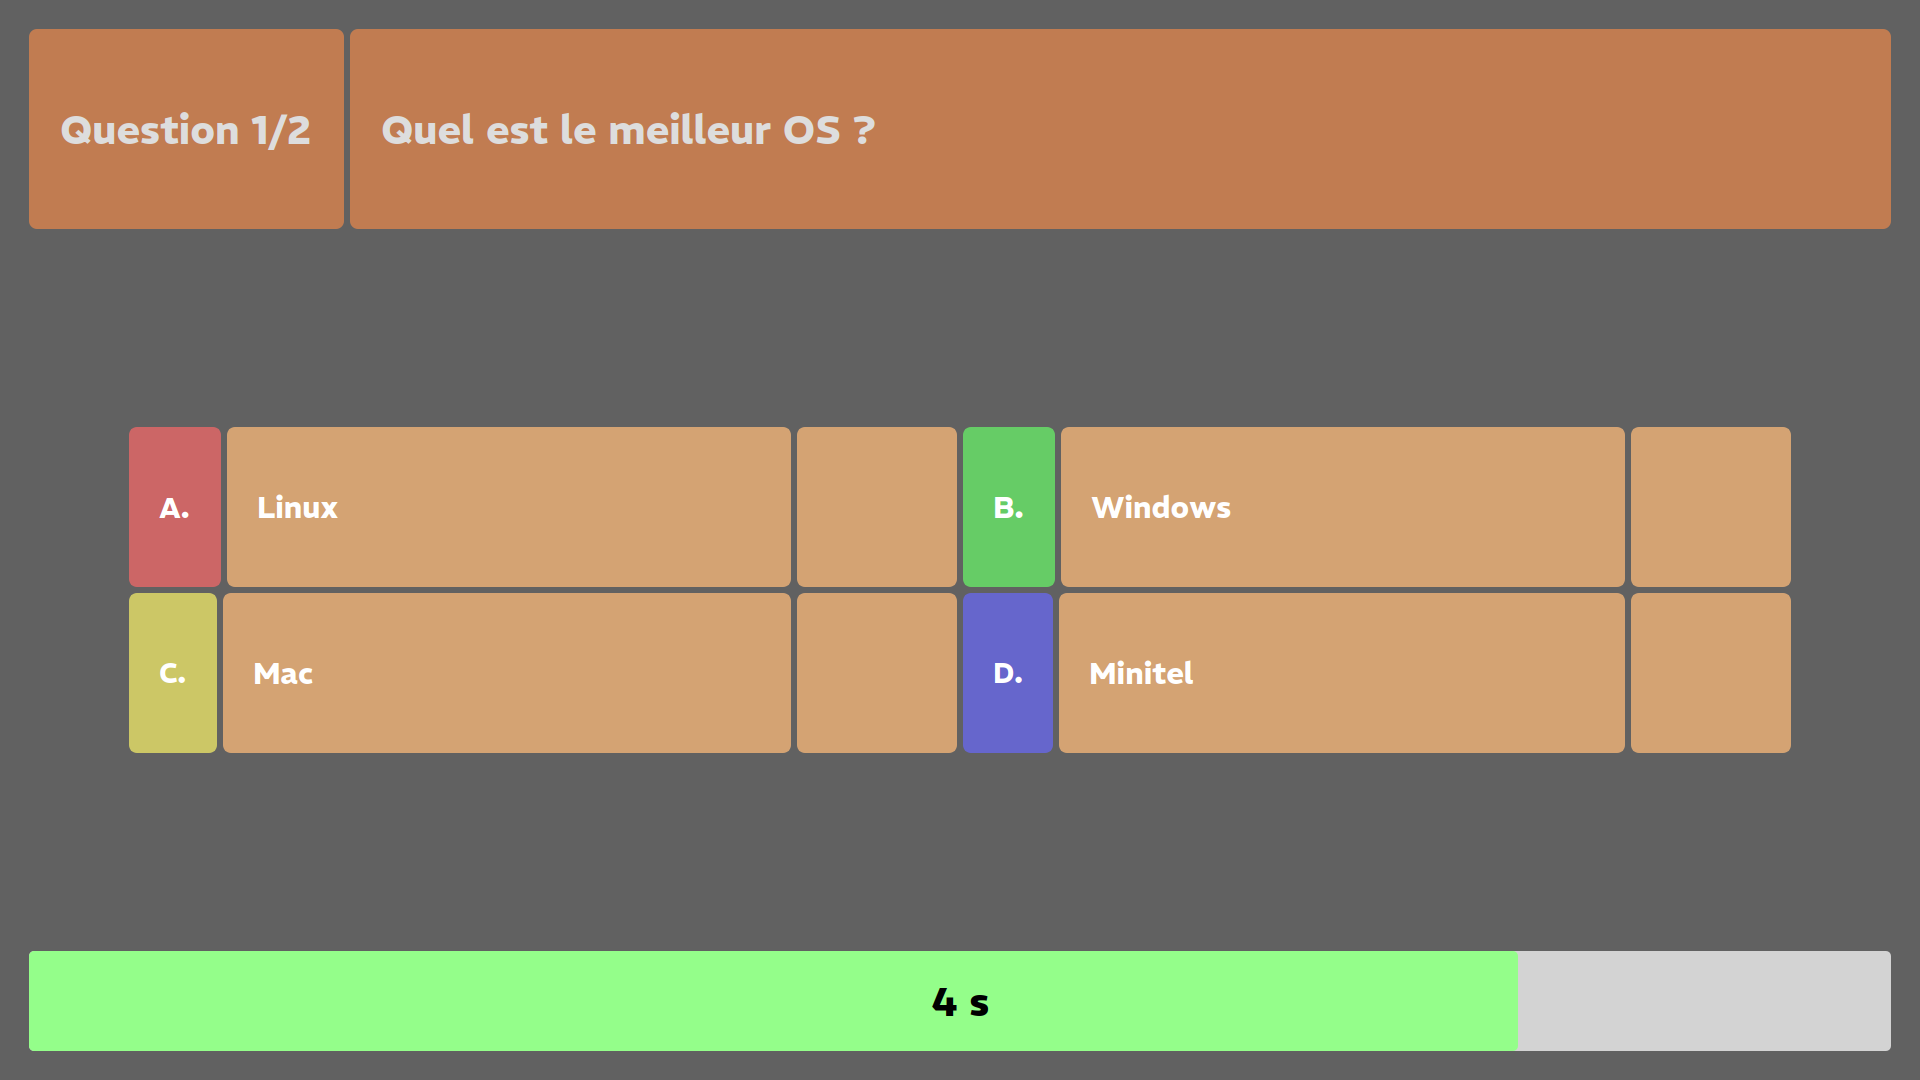 Question 1/2
Quel est le meilleur OS ?
A.
Linux
B.
Windows
C.
Mac
D.
Minitel
4 s